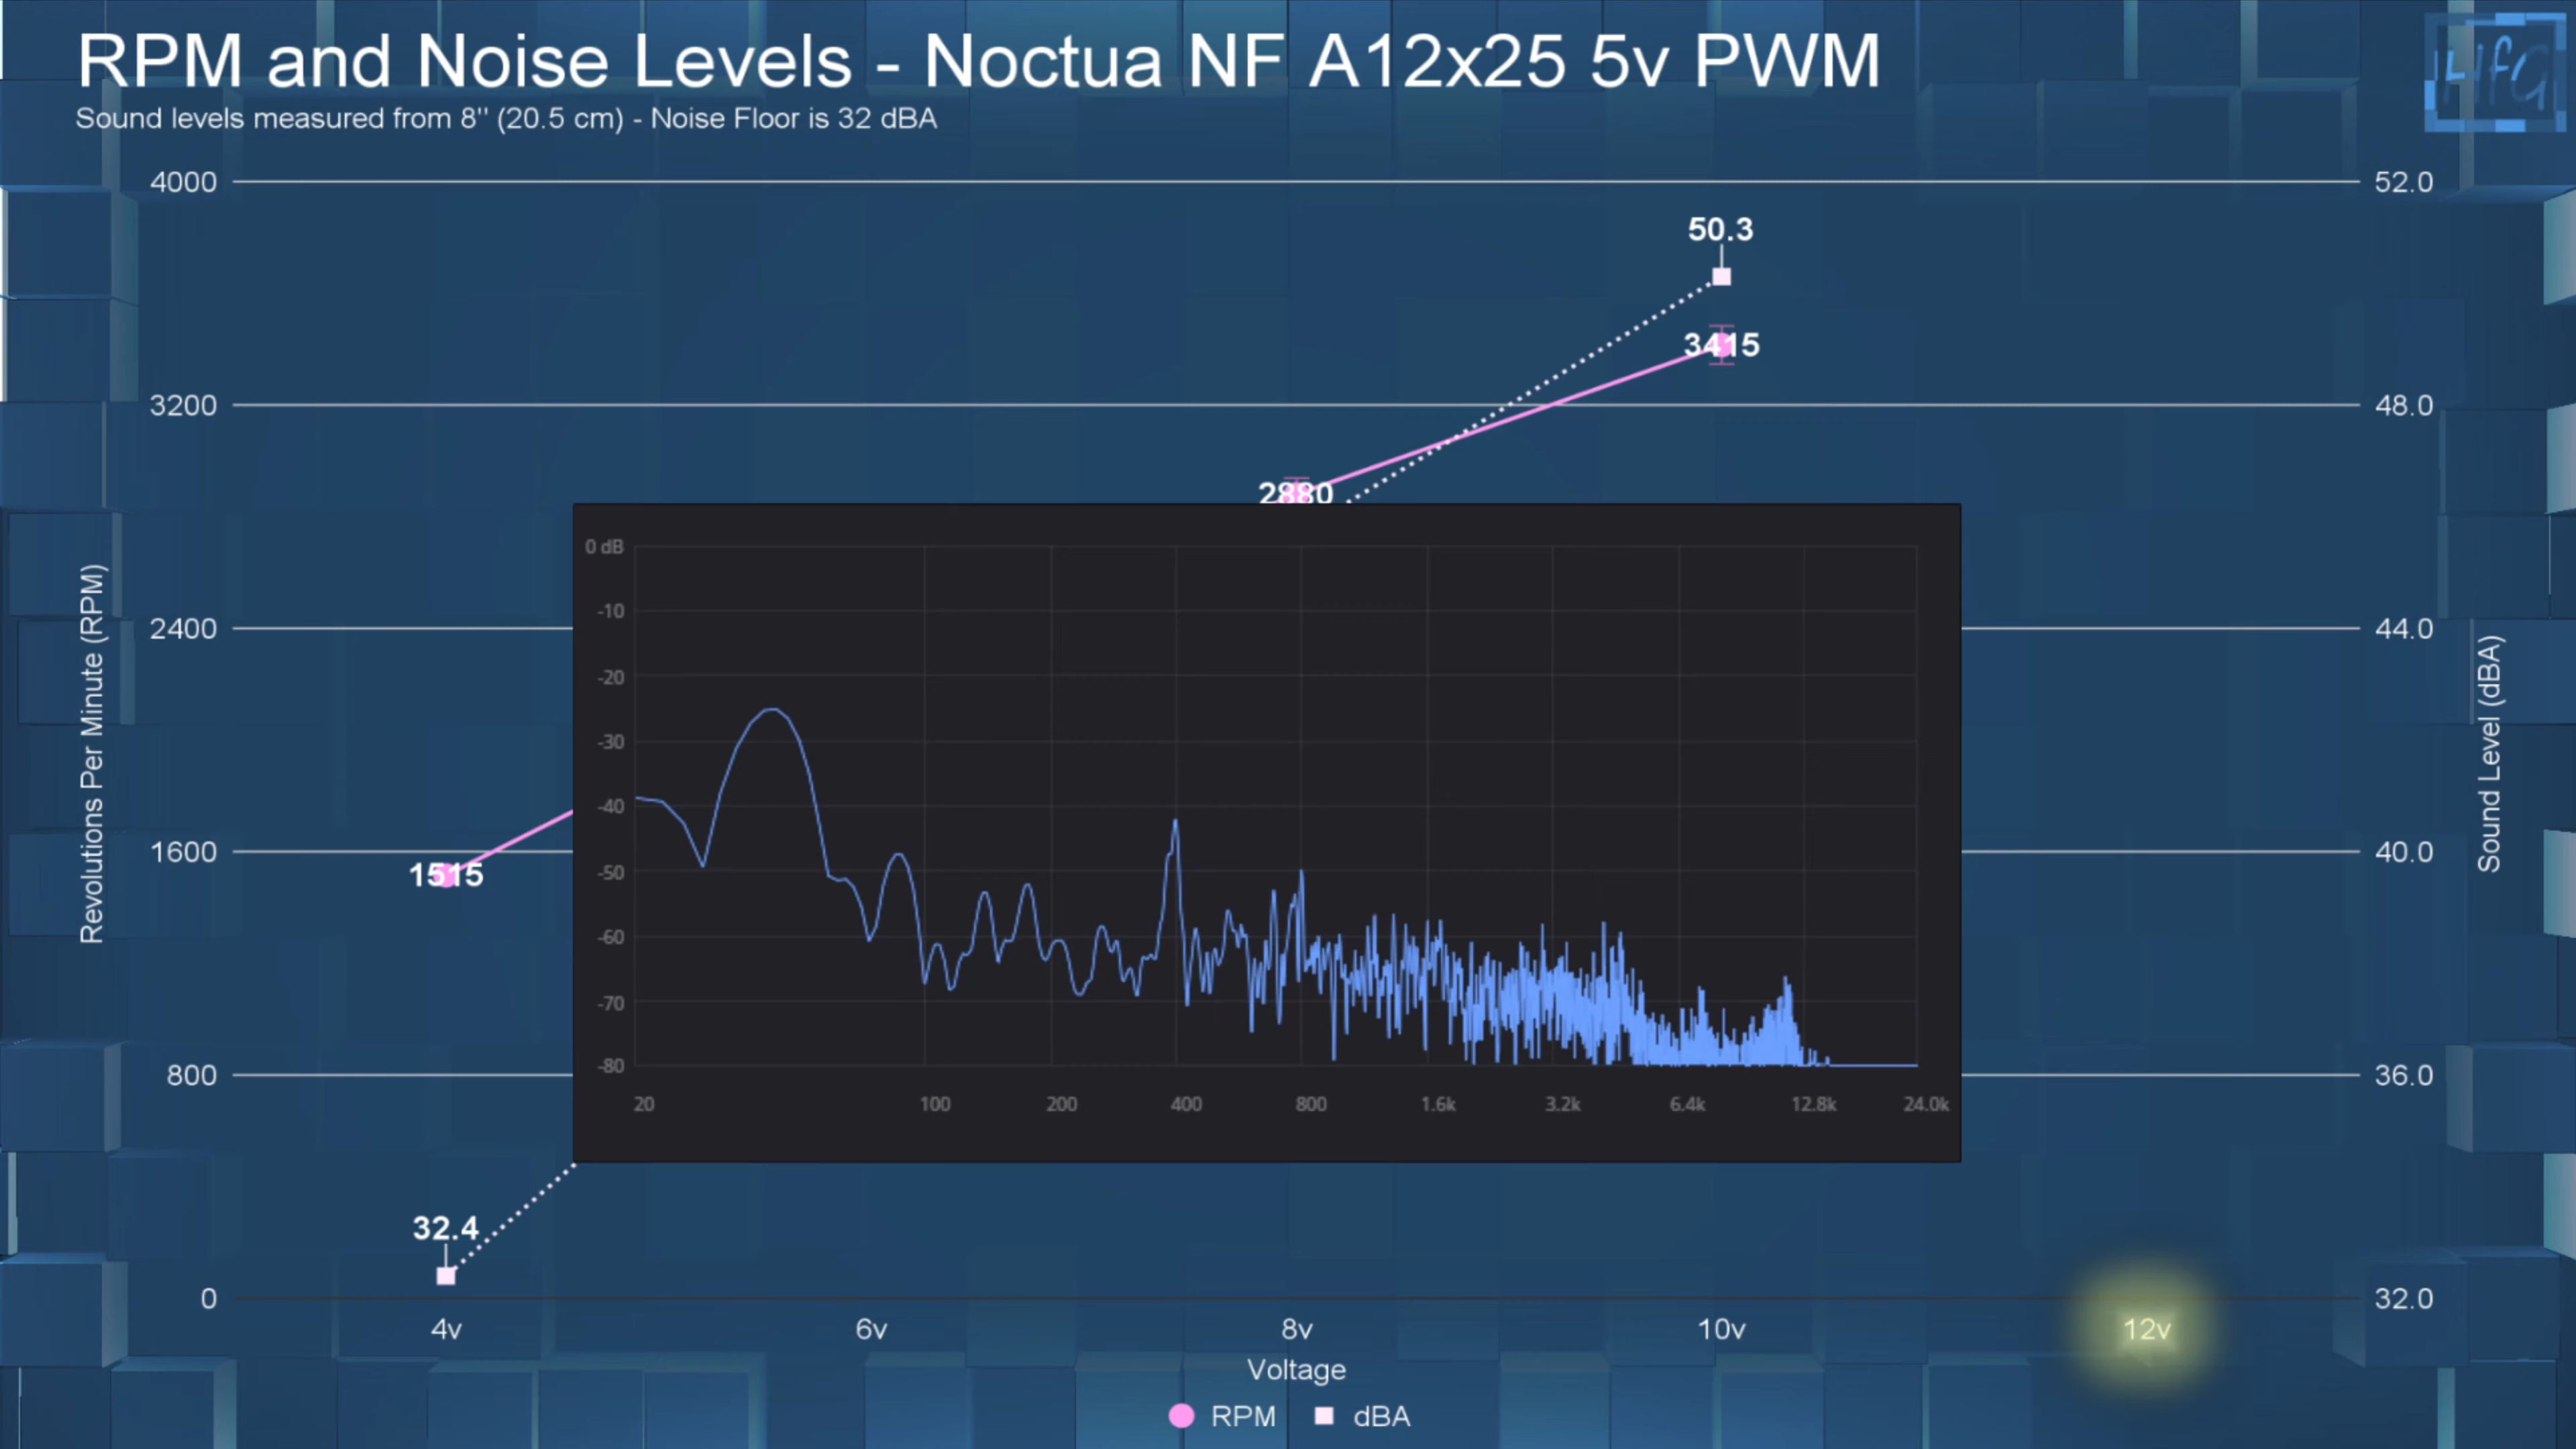 RPM and Noise Levels - Noctua NF A12x25 5v PWM
Sound levels measured from 8" (20.5 cm) - Noise Floor is 32 dBA
HfG
4000
52.0
50.3
3415
3200
48.0
2880
0 dB
-10
-20
-30
-40
-50
-60
-70
-80
20 100 200 400 800 1.6k 3.2k 6.4k 12.8k 24.0k
2400
44.0
Revolutions Per Minute (RPM)
Sound Level (dBA)
1600
40.0
1515
800
36.0
32.4
0
32.0
4v 6v 8v 10v 12v
Voltage
RPM dBA